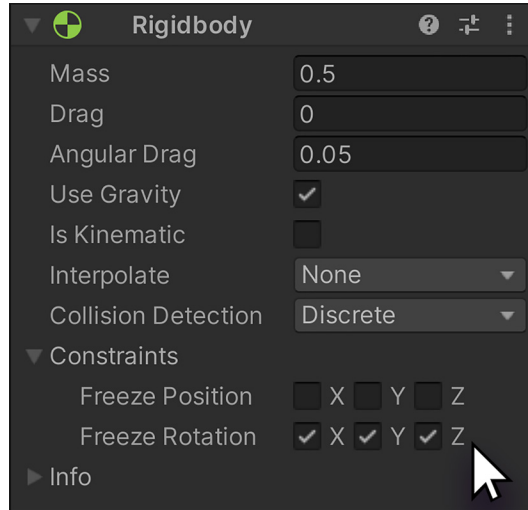 Rigidbody
Mass 0.5
Drag 0
Angular Drag 0.05
Use Gravity
Is Kinematic
Interpolate None
Collision Detection Discrete
Constraints
Freeze Position X Y Z
Freeze Rotation X Y Z
Info